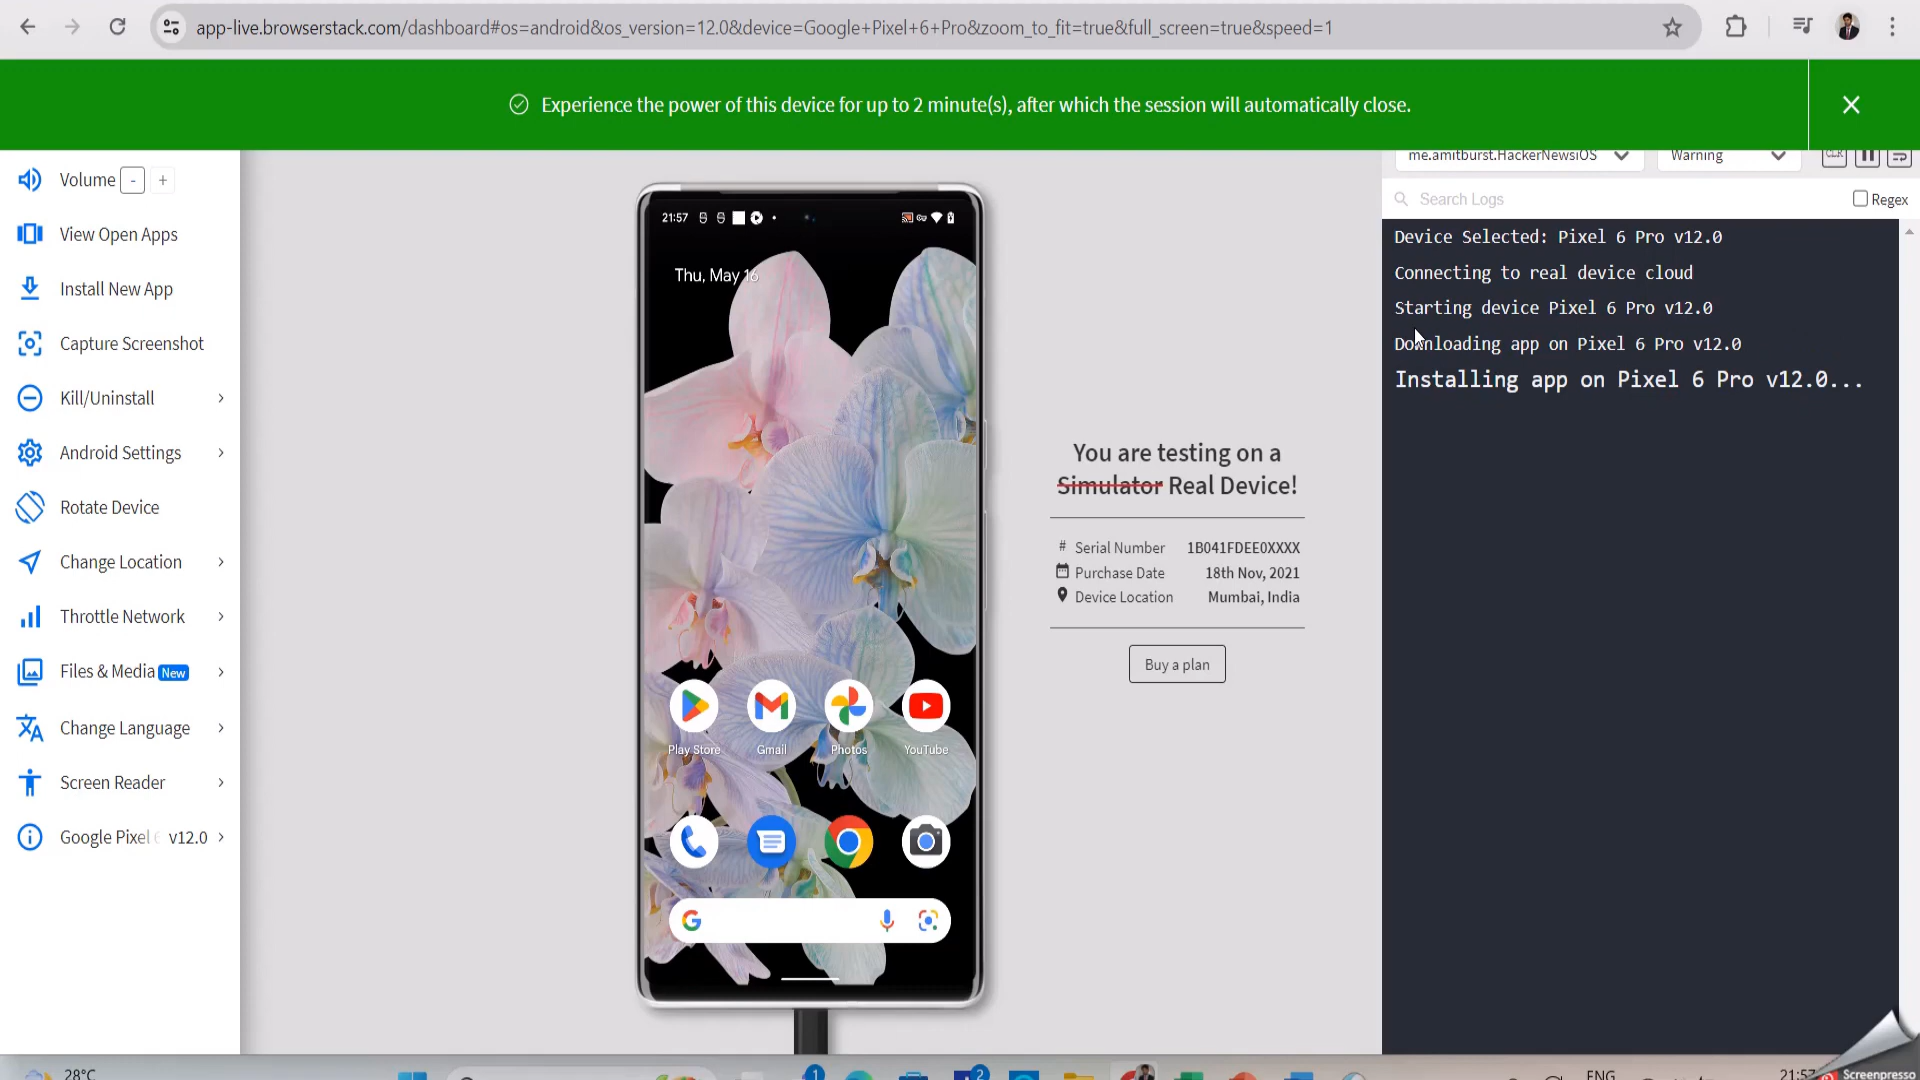 app-live.browserstack.com/dashboard#os=android&os_version=12.0&device=Google+Pixel+6+Pro&zoom_to_fit=true&full_screen=true&speed=1
Experience the power of this device for up to 2 minute(s), after which the session will automatically close.
Volume - +
View Open Apps
Install New App
Capture Screenshot
Kill/Uninstall
Android Settings
Rotate Device
Change Location
Throttle Network
Files & Media New
Change Language
Screen Reader
Google Pixel 6 v12.0
21:57
Thu, May 16
Play Store Gmail Photos YouTube
You are testing on a
Simulator Real Device!
# Serial Number 1B041FDEE0XXXX
Purchase Date 18th Nov, 2021
Device Location Mumbai, India
Buy a plan
me.amitburst.HackerNewsiOS Warning CLR
Search Logs Regex
Device Selected: Pixel 6 Pro v12.0
Connecting to real device cloud
Starting device Pixel 6 Pro v12.0
Downloading app on Pixel 6 Pro v12.0
Installing app on Pixel 6 Pro v12.0...
28°C
1
2
ENG
21:57
Screenpresso